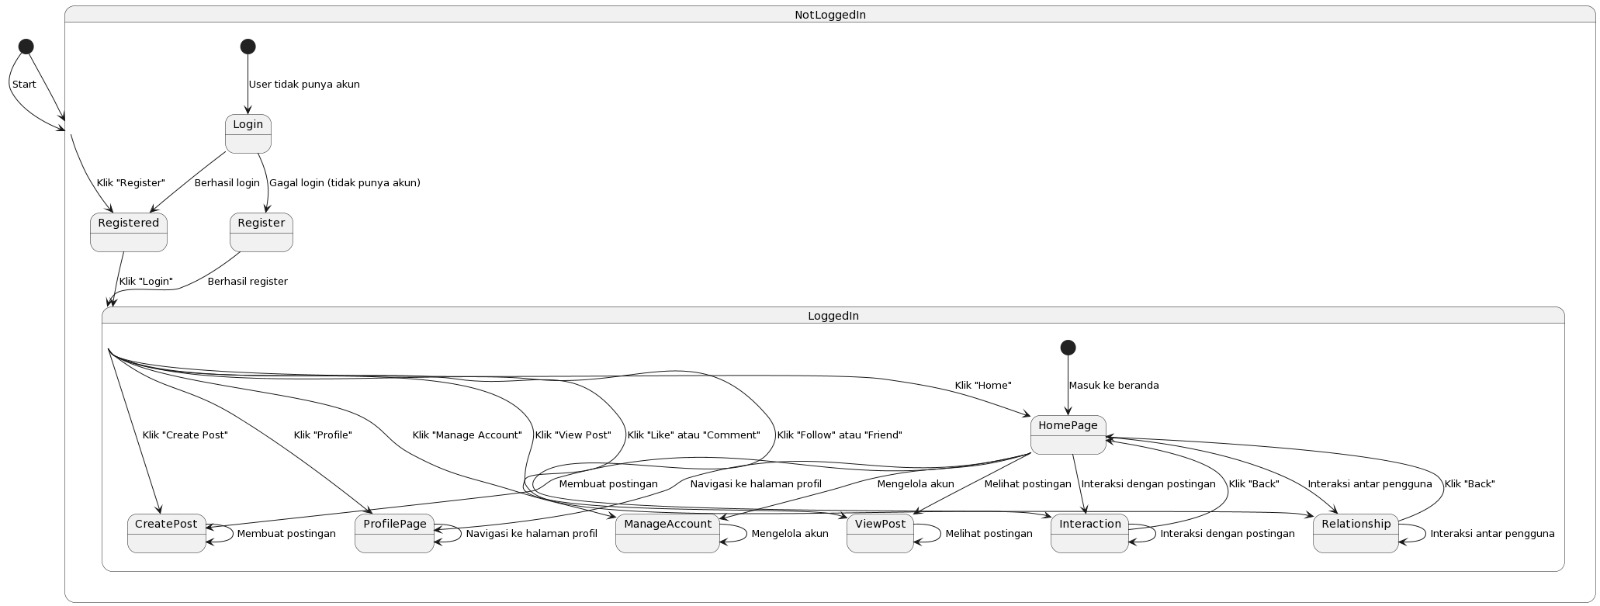 NotLoggedIn
Start
User tidak punya akun
Login
Klik "Register"
Berhasil login
Gagal login (tidak punya akun)
Registered
Register
Klik "Login"
Berhasil register
LoggedIn
Klik "Home"
Masuk ke beranda
HomePage
Klik "Create Post"
Klik "Profile"
Klik "Manage Account"
Klik "View Post"
Klik "Like" atau "Comment"
Klik "Follow" atau "Friend"
Membuat postingan
Navigasi ke halaman profil
Mengelola akun
Melihat postingan
Interaksi dengan postingan
Klik "Back"
Interaksi antar pengguna
Klik "Back"
CreatePost
Membuat postingan
ProfilePage
Navigasi ke halaman profil
ManageAccount
Mengelola akun
ViewPost
Melihat postingan
Interaction
Interaksi dengan postingan
Relationship
Interaksi antar pengguna